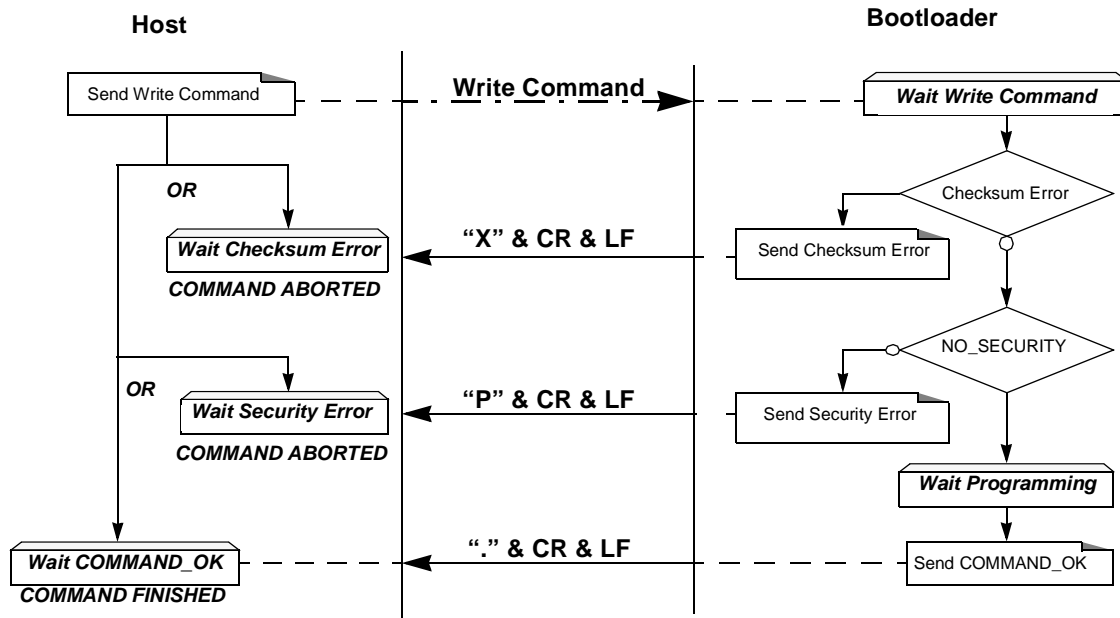 Host
Bootloader
Send Write Command
Write Command
Wait Write Command
OR
Checksum Error
Wait Checksum Error
“X” & CR & LF
Send Checksum Error
COMMAND ABORTED
NO_SECURITY
OR
Wait Security Error
“P” & CR & LF
Send Security Error
COMMAND ABORTED
Wait Programming
Wait COMMAND_OK
“.” & CR & LF
Send COMMAND_OK
COMMAND FINISHED